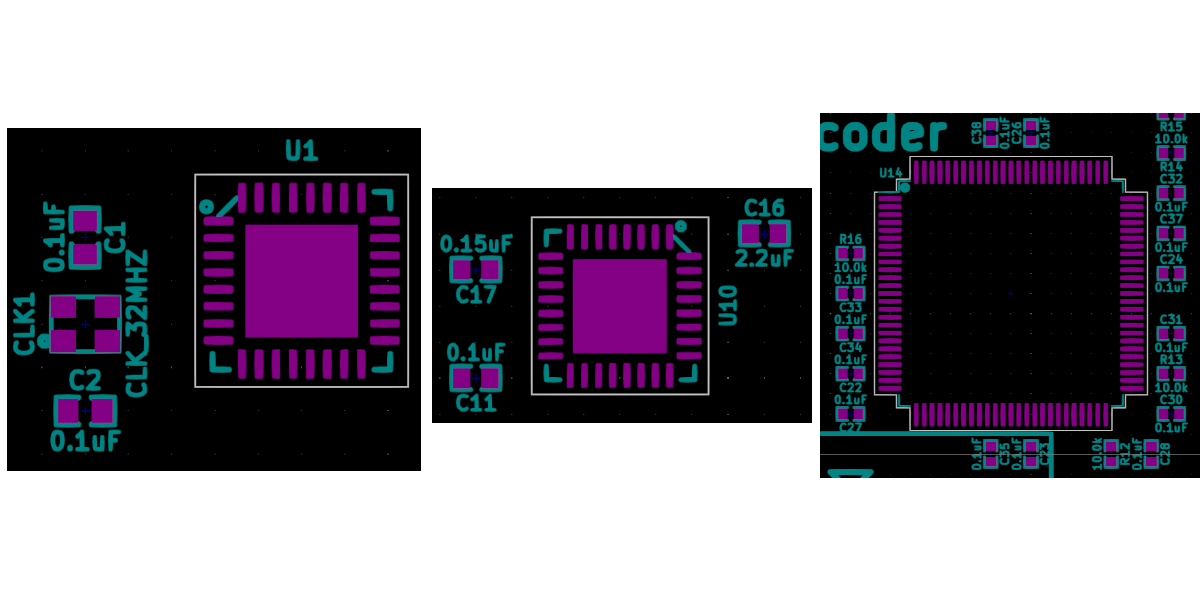 U1
0.1uF
C1
CLK1
CLK_32MHZ
C2
0.1uF
0.15uF
C17
0.1uF
C11
C16
2.2uF
U10
coder
C38
0.1uF
C26
0.1uF
R15
10.0k
R14
C32
0.1uF
C37
0.1uF
C24
0.1uF
C31
0.1uF
R13
10.0k
C30
0.1uF
U14
R16
10.0k
0.1uF
C33
0.1uF
C34
0.1uF
C22
0.1uF
C27
0.1uF
C35
0.1uF
C23
10.0k
R12
0.1uF
C28